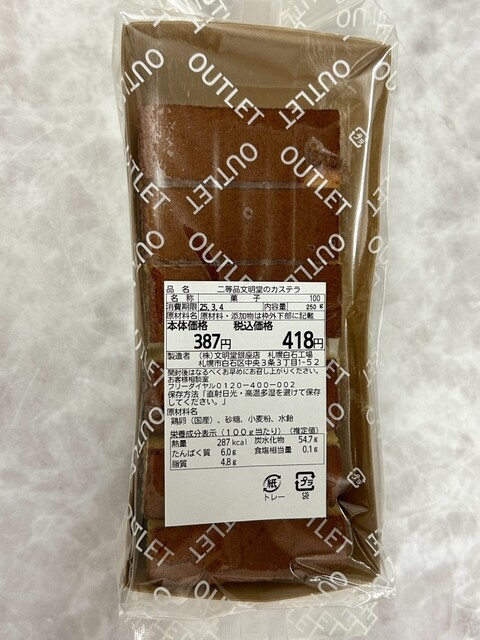 OUTLET
OUTLET
OUTLET
OUTLET
OUTLET
OUTLET
OUTLET
OUTLET
OUTLET
OUTLET
プラ
品 名 二等品文明堂のカステラ
名 称 菓 子 100
消費期限 25.3.4 内容量 250 g
原材料名 原材料・添加物は枠外下部に記載
本体価格 税込価格
387円 418円
製造者 (株)文明堂銀座店 札幌白石工場
札幌市白石区中央3条3丁目1-52
開封後はなるべくお早めにお召し上がりください。
お客様相談室
フリーダイヤル0120-400-002
保存方法「直射日光・高温多湿を避けて保存
してください。」
原材料名
鶏卵(国産)、砂糖、小麦粉、水飴
栄養成分表示(100g当たり)(推定値)
熱量 287kcal 炭水化物 54.7g
たんぱく質 6.0g 食塩相当量 0.1g
脂質 4.8g
紙 プラ
トレー 袋
OUTLET
OUTLET
OUTLET
OUTLET
OUTLET